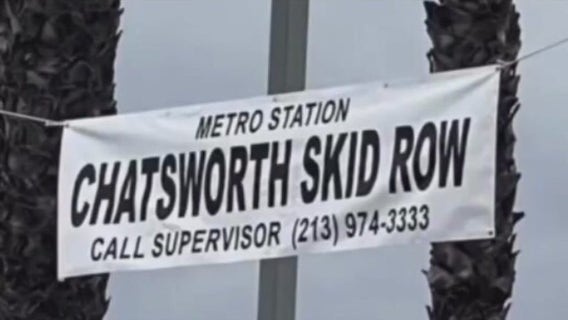 METRO STATION
CHATSWORTH SKID ROW
CALL SUPERVISOR (213) 974-3333